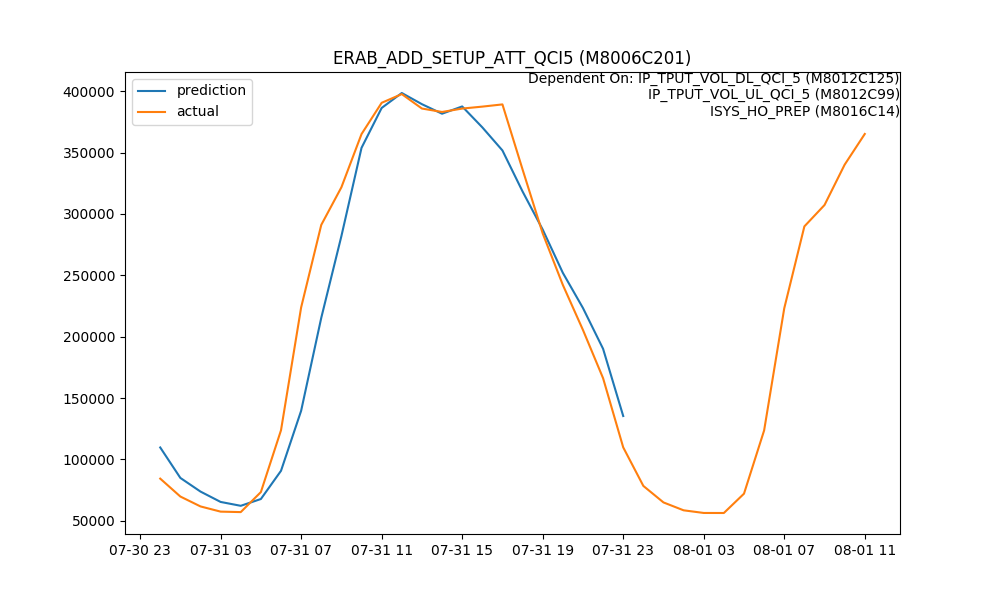 ERAB_ADD_SETUP_ATT_QCI5 (M8006C201)
prediction
actual
Dependent On: IP_TPUT_VOL_DL_QCI_5 (M8012C125)
IP_TPUT_VOL_UL_QCI_5 (M8012C99)
ISYS_HO_PREP (M8016C14)
400000
350000
300000
250000
200000
150000
100000
50000
07-30 23 07-31 03 07-31 07 07-31 11 07-31 15 07-31 19 07-31 23 08-01 03 08-01 07 08-01 11